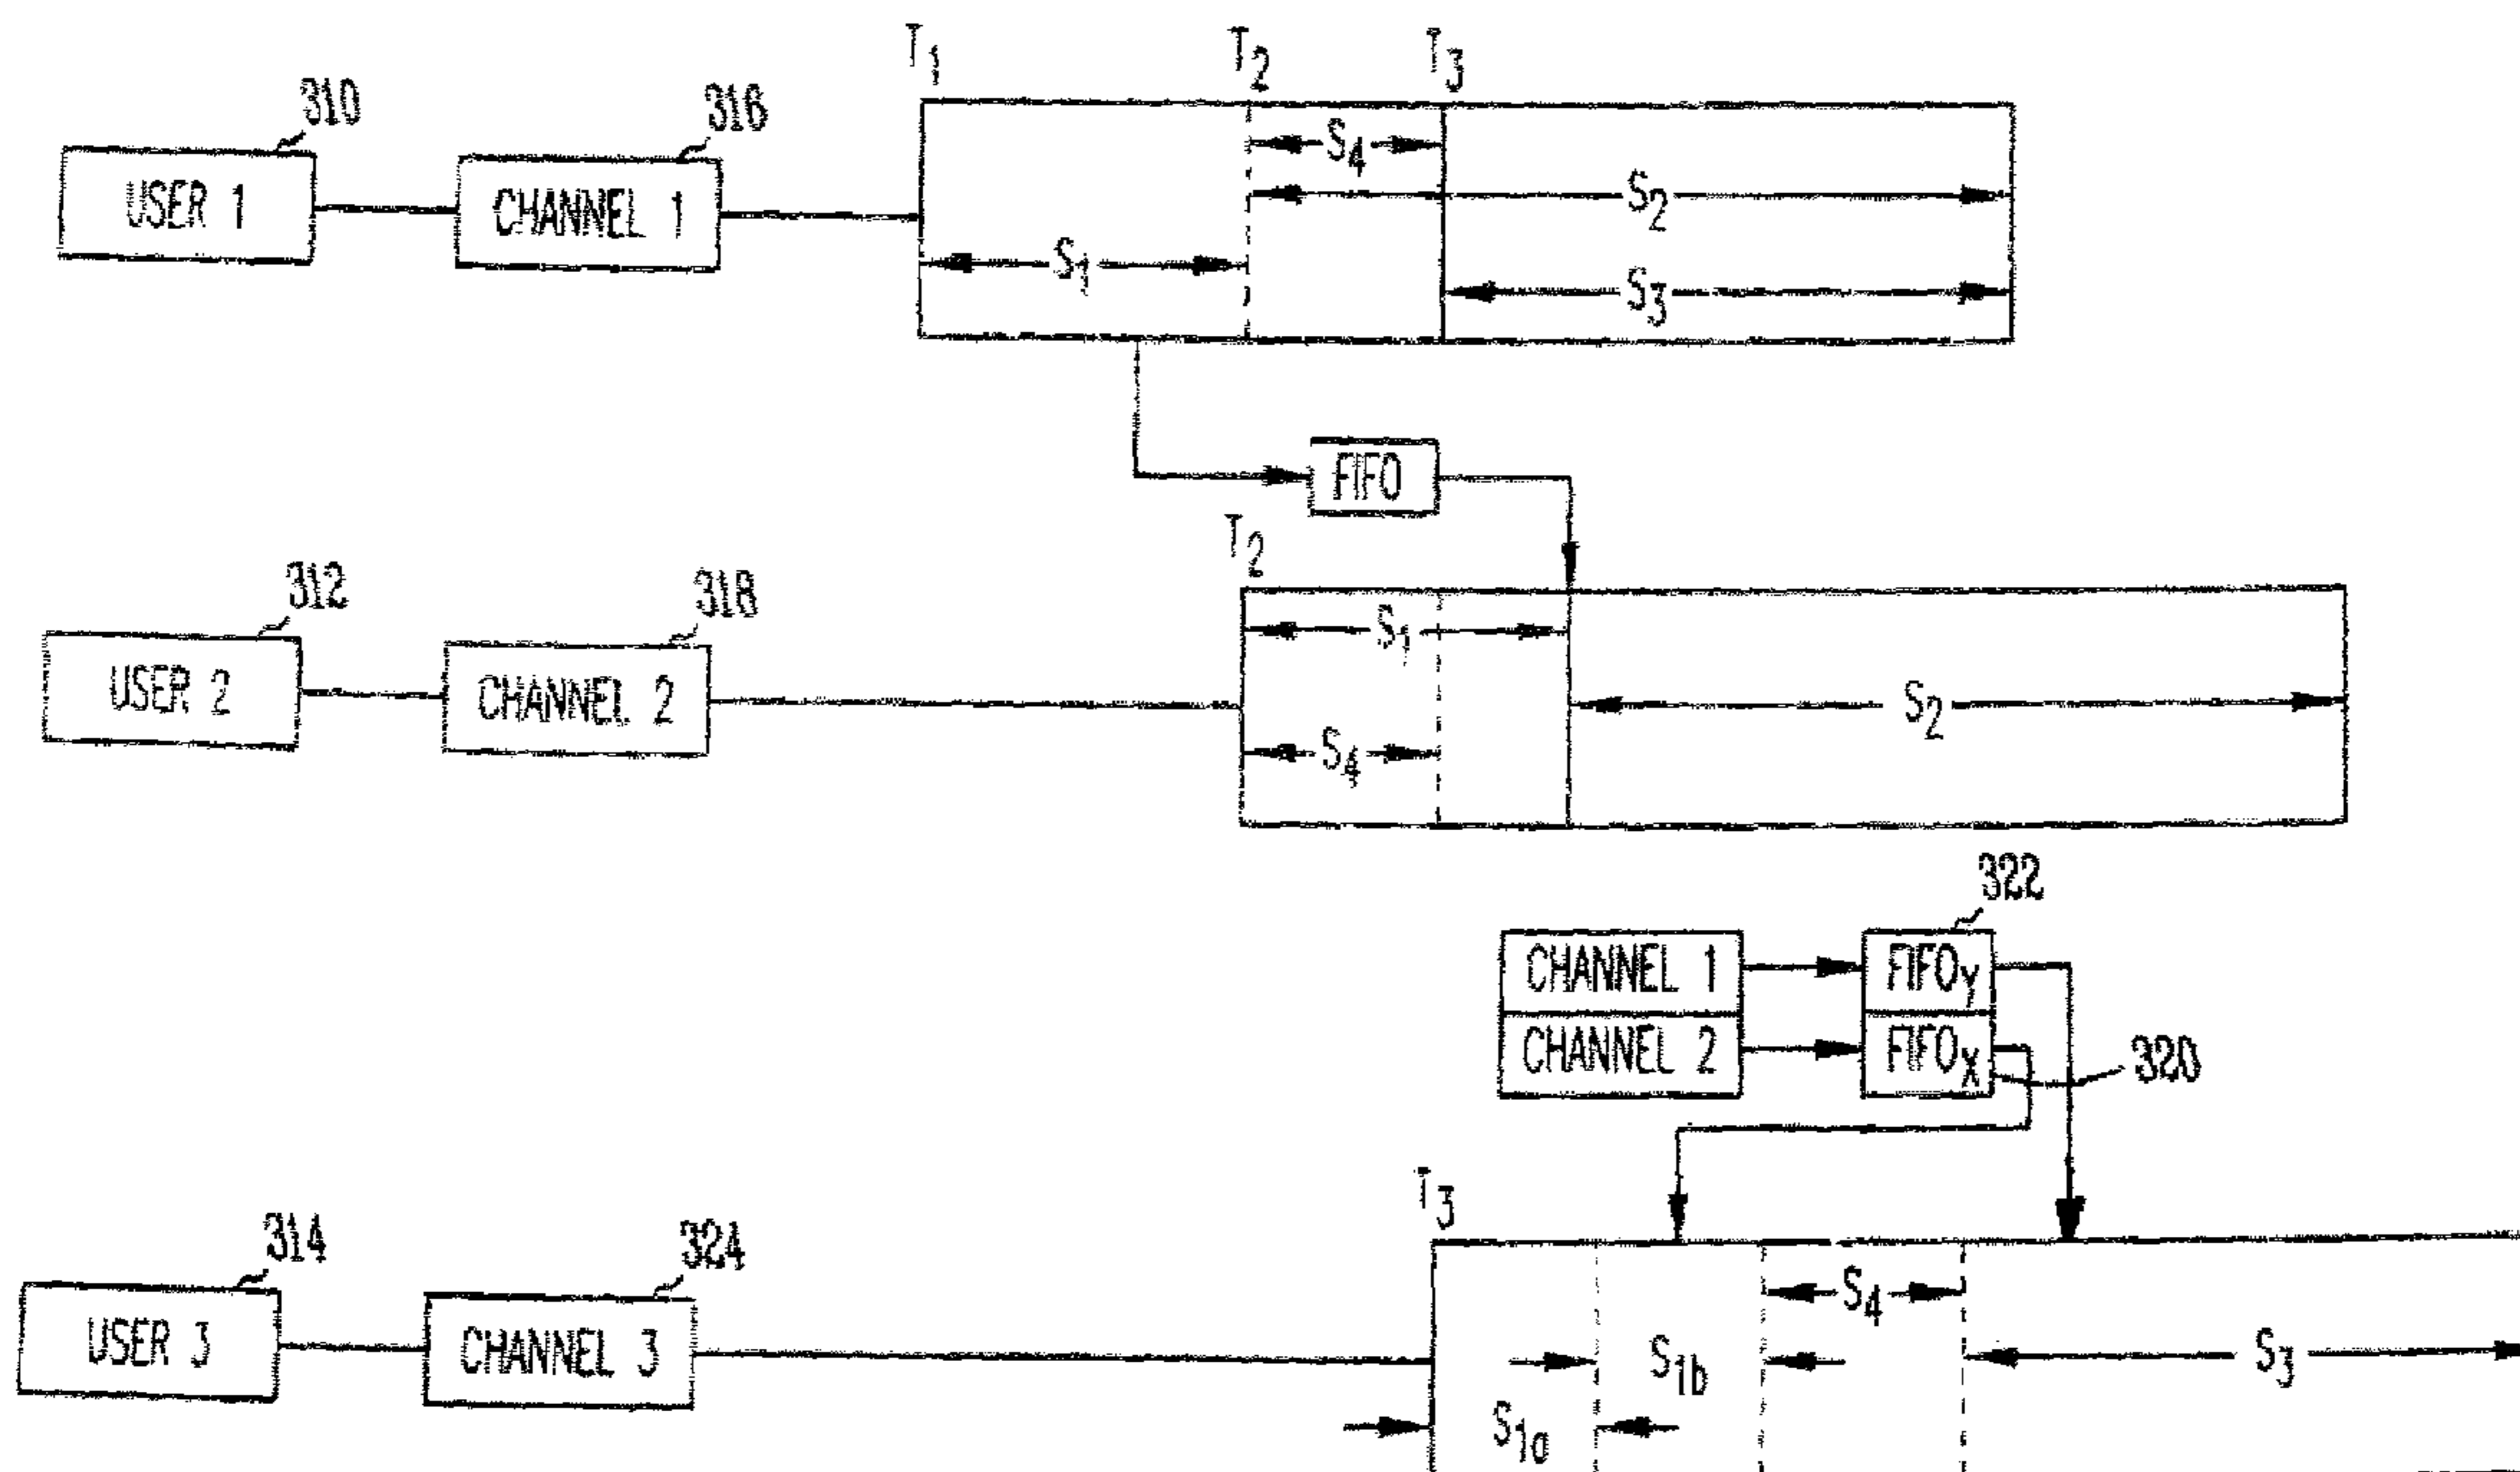 T1 T2 T3
310
316
S4
USER 1
CHANNEL 1
S2
S1
S3
FIFO
T2
312
318
S1
USER 2
CHANNEL 2
S2
S4
322
CHANNEL 1
FIFOY
CHANNEL 2
FIFOX
320
T3
314
324
S4
USER 3
CHANNEL 3
S1b
S3
S1a